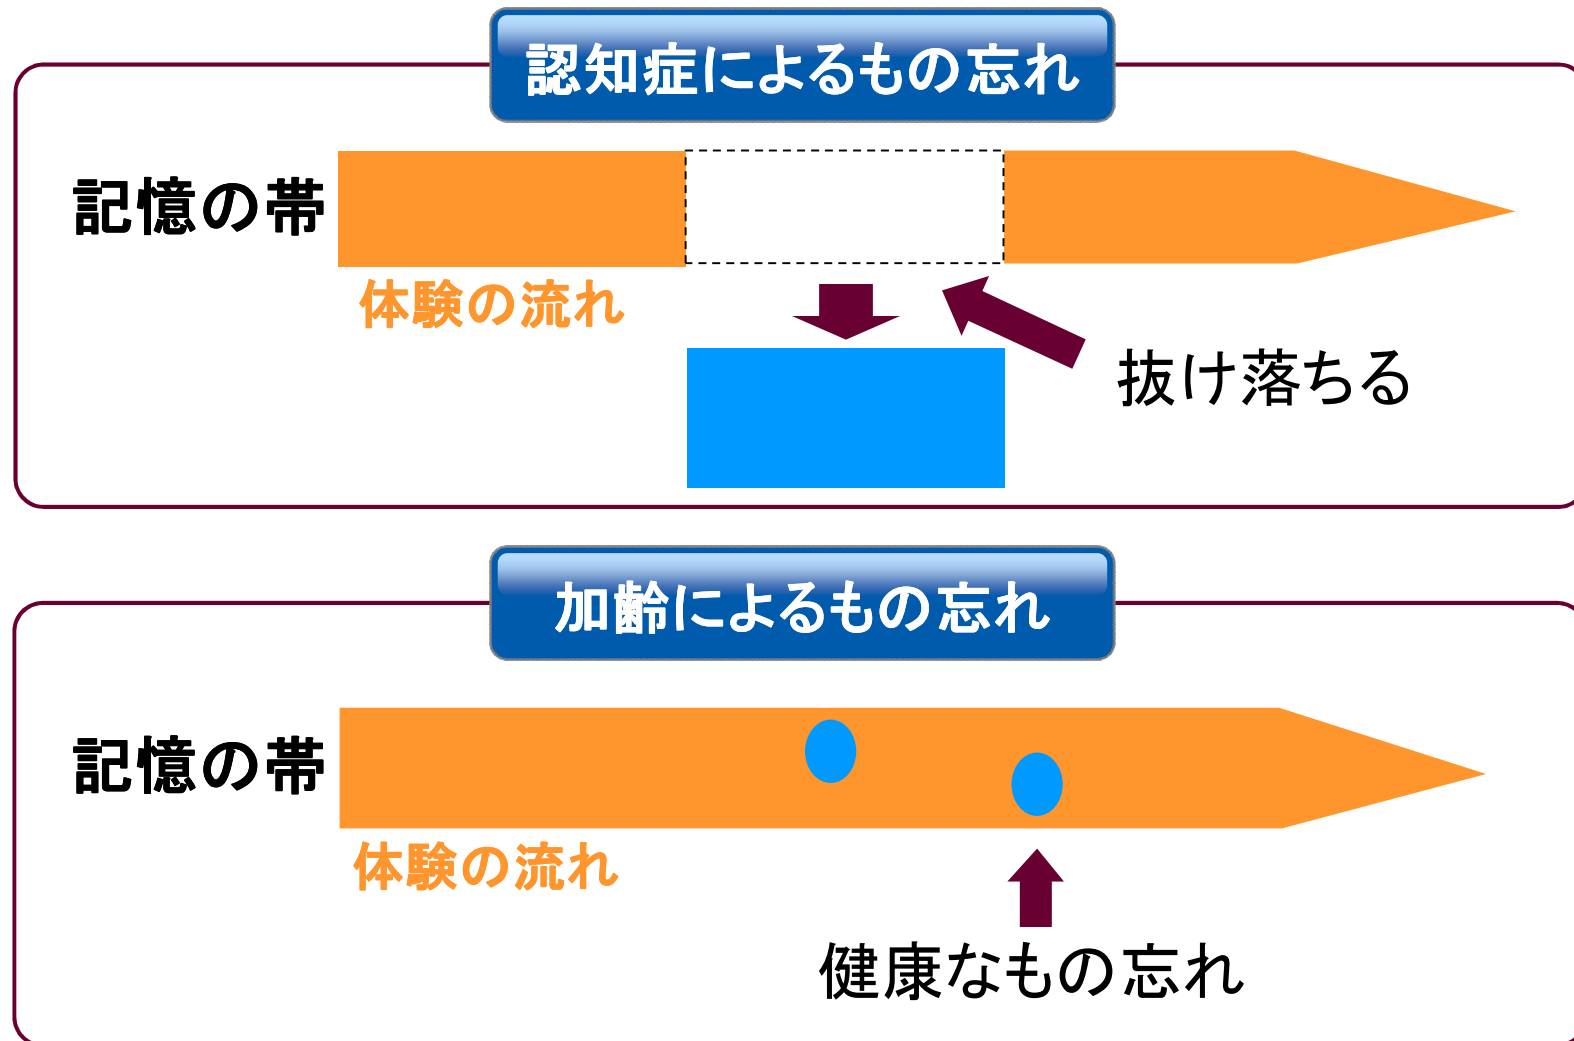 認知症によるもの忘れ
記憶の帯
体験の流れ
抜け落ちる
加齢によるもの忘れ
記憶の帯
体験の流れ
健康なもの忘れ